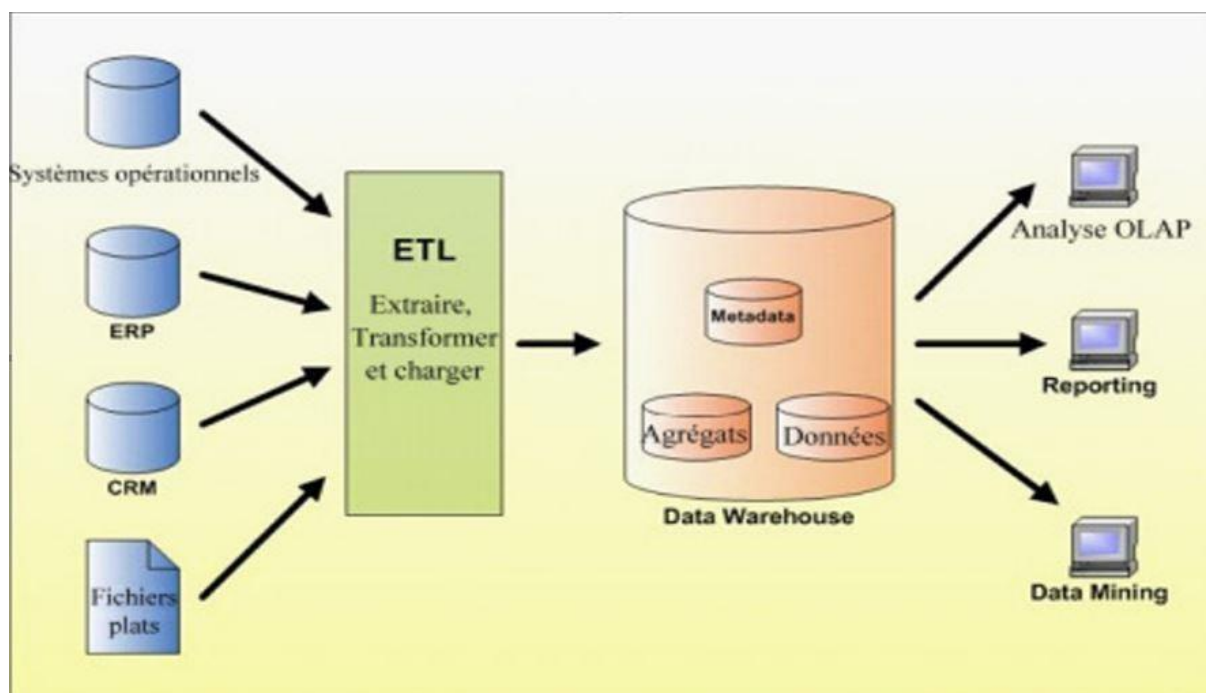 Systèmes opérationnels
ERP
CRM
Fichiers
plats
ETL
Extraire,
Transformer
et charger
Metadata
Agrégats
Données
Data Warehouse
Analyse OLAP
Reporting
Data Mining